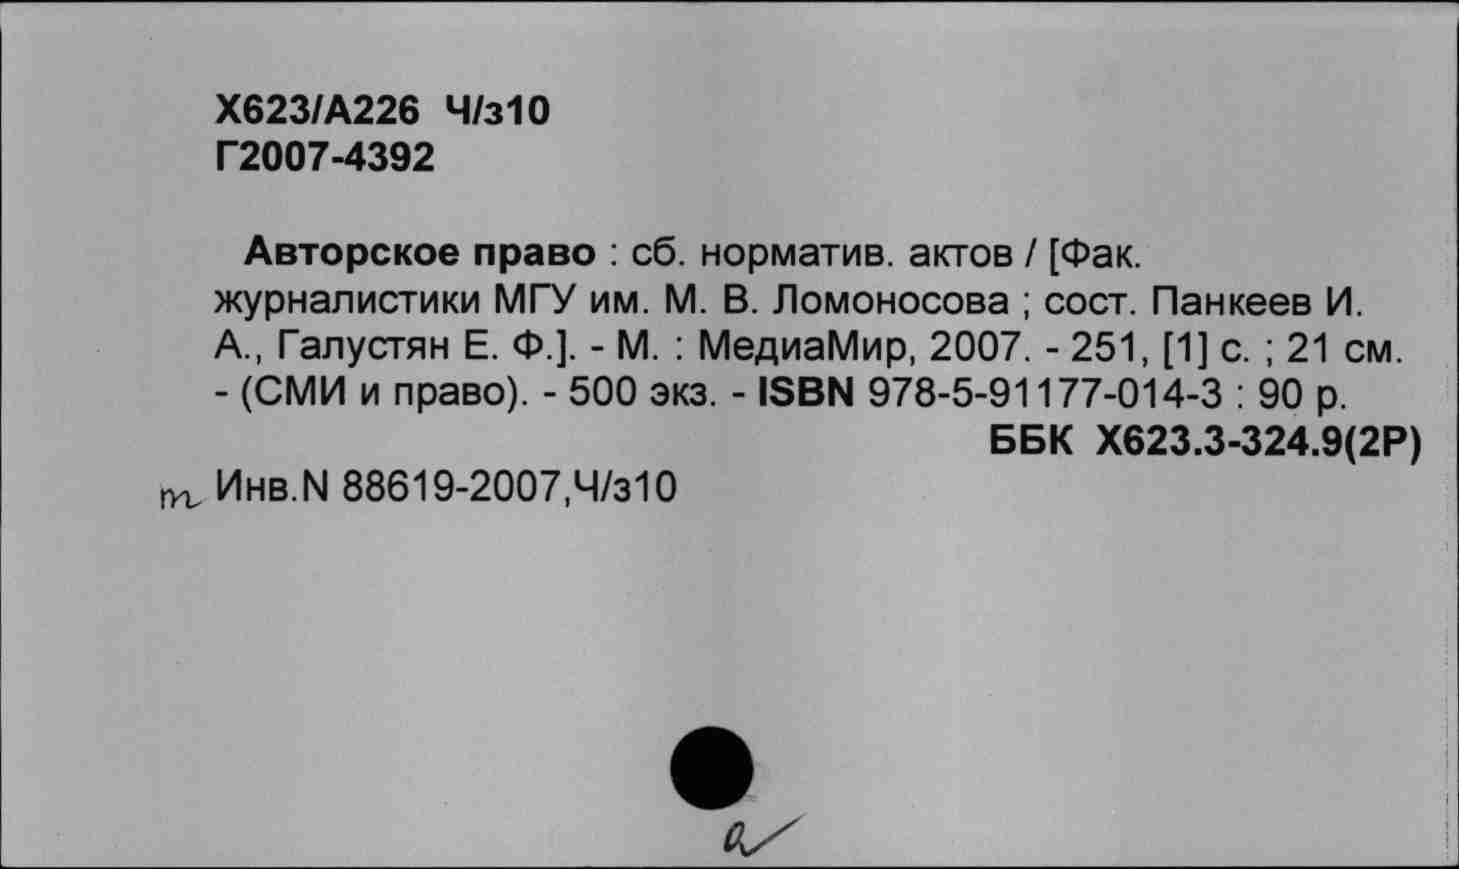 Х623/А226 Ч/з10
Г2007-4392
Авторское право : сб. норматив. актов / [Фак.
журналистики МГУ им. М. В. Ломоносова ; сост. Панкеев И.
А., Галустян Е. Ф.]. - М. : МедиаМир, 2007. - 251, [1] с. ; 21 см.
- (СМИ и право). - 500 экз. - ISBN 978-5-91177-014-3 : 90 р.
ББК Х623.3-324.9(2Р)
Инв.N 88619-2007,Ч/з10